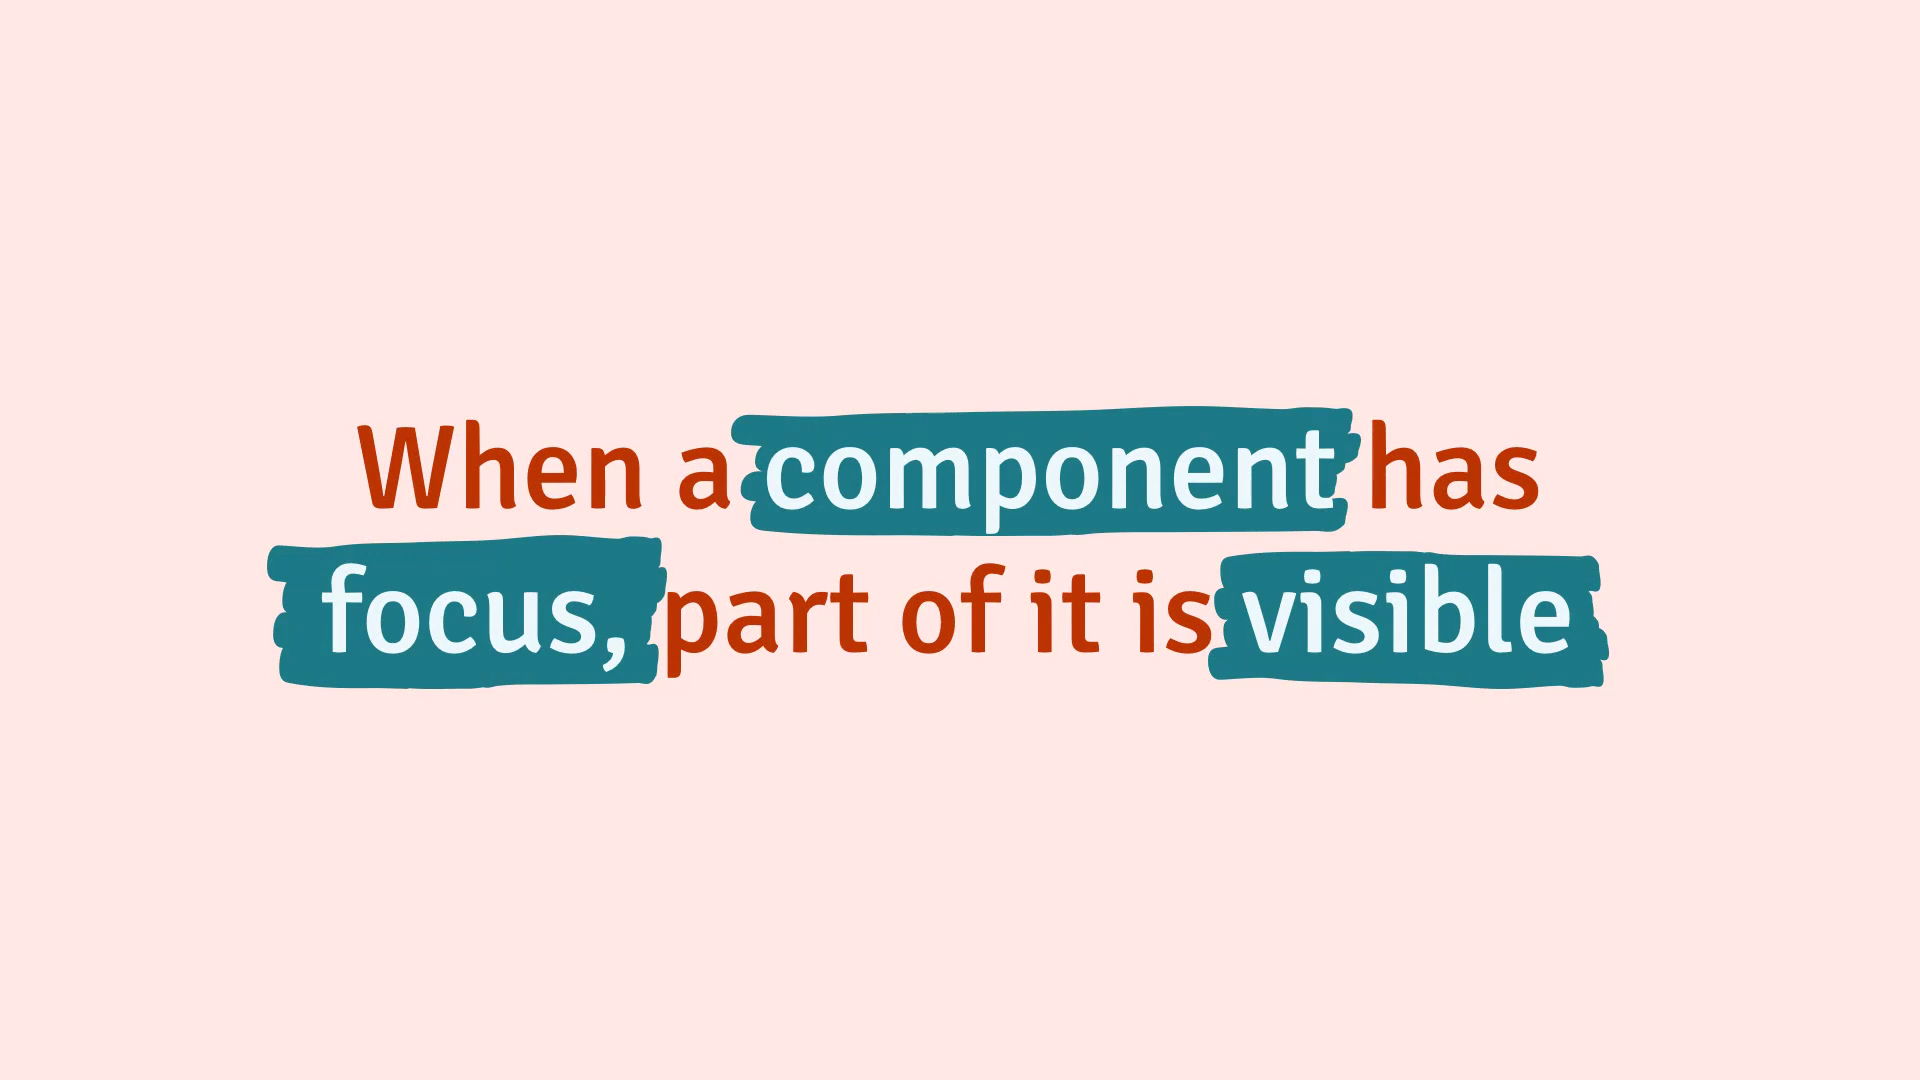 When a component has
focus, part of it is visible